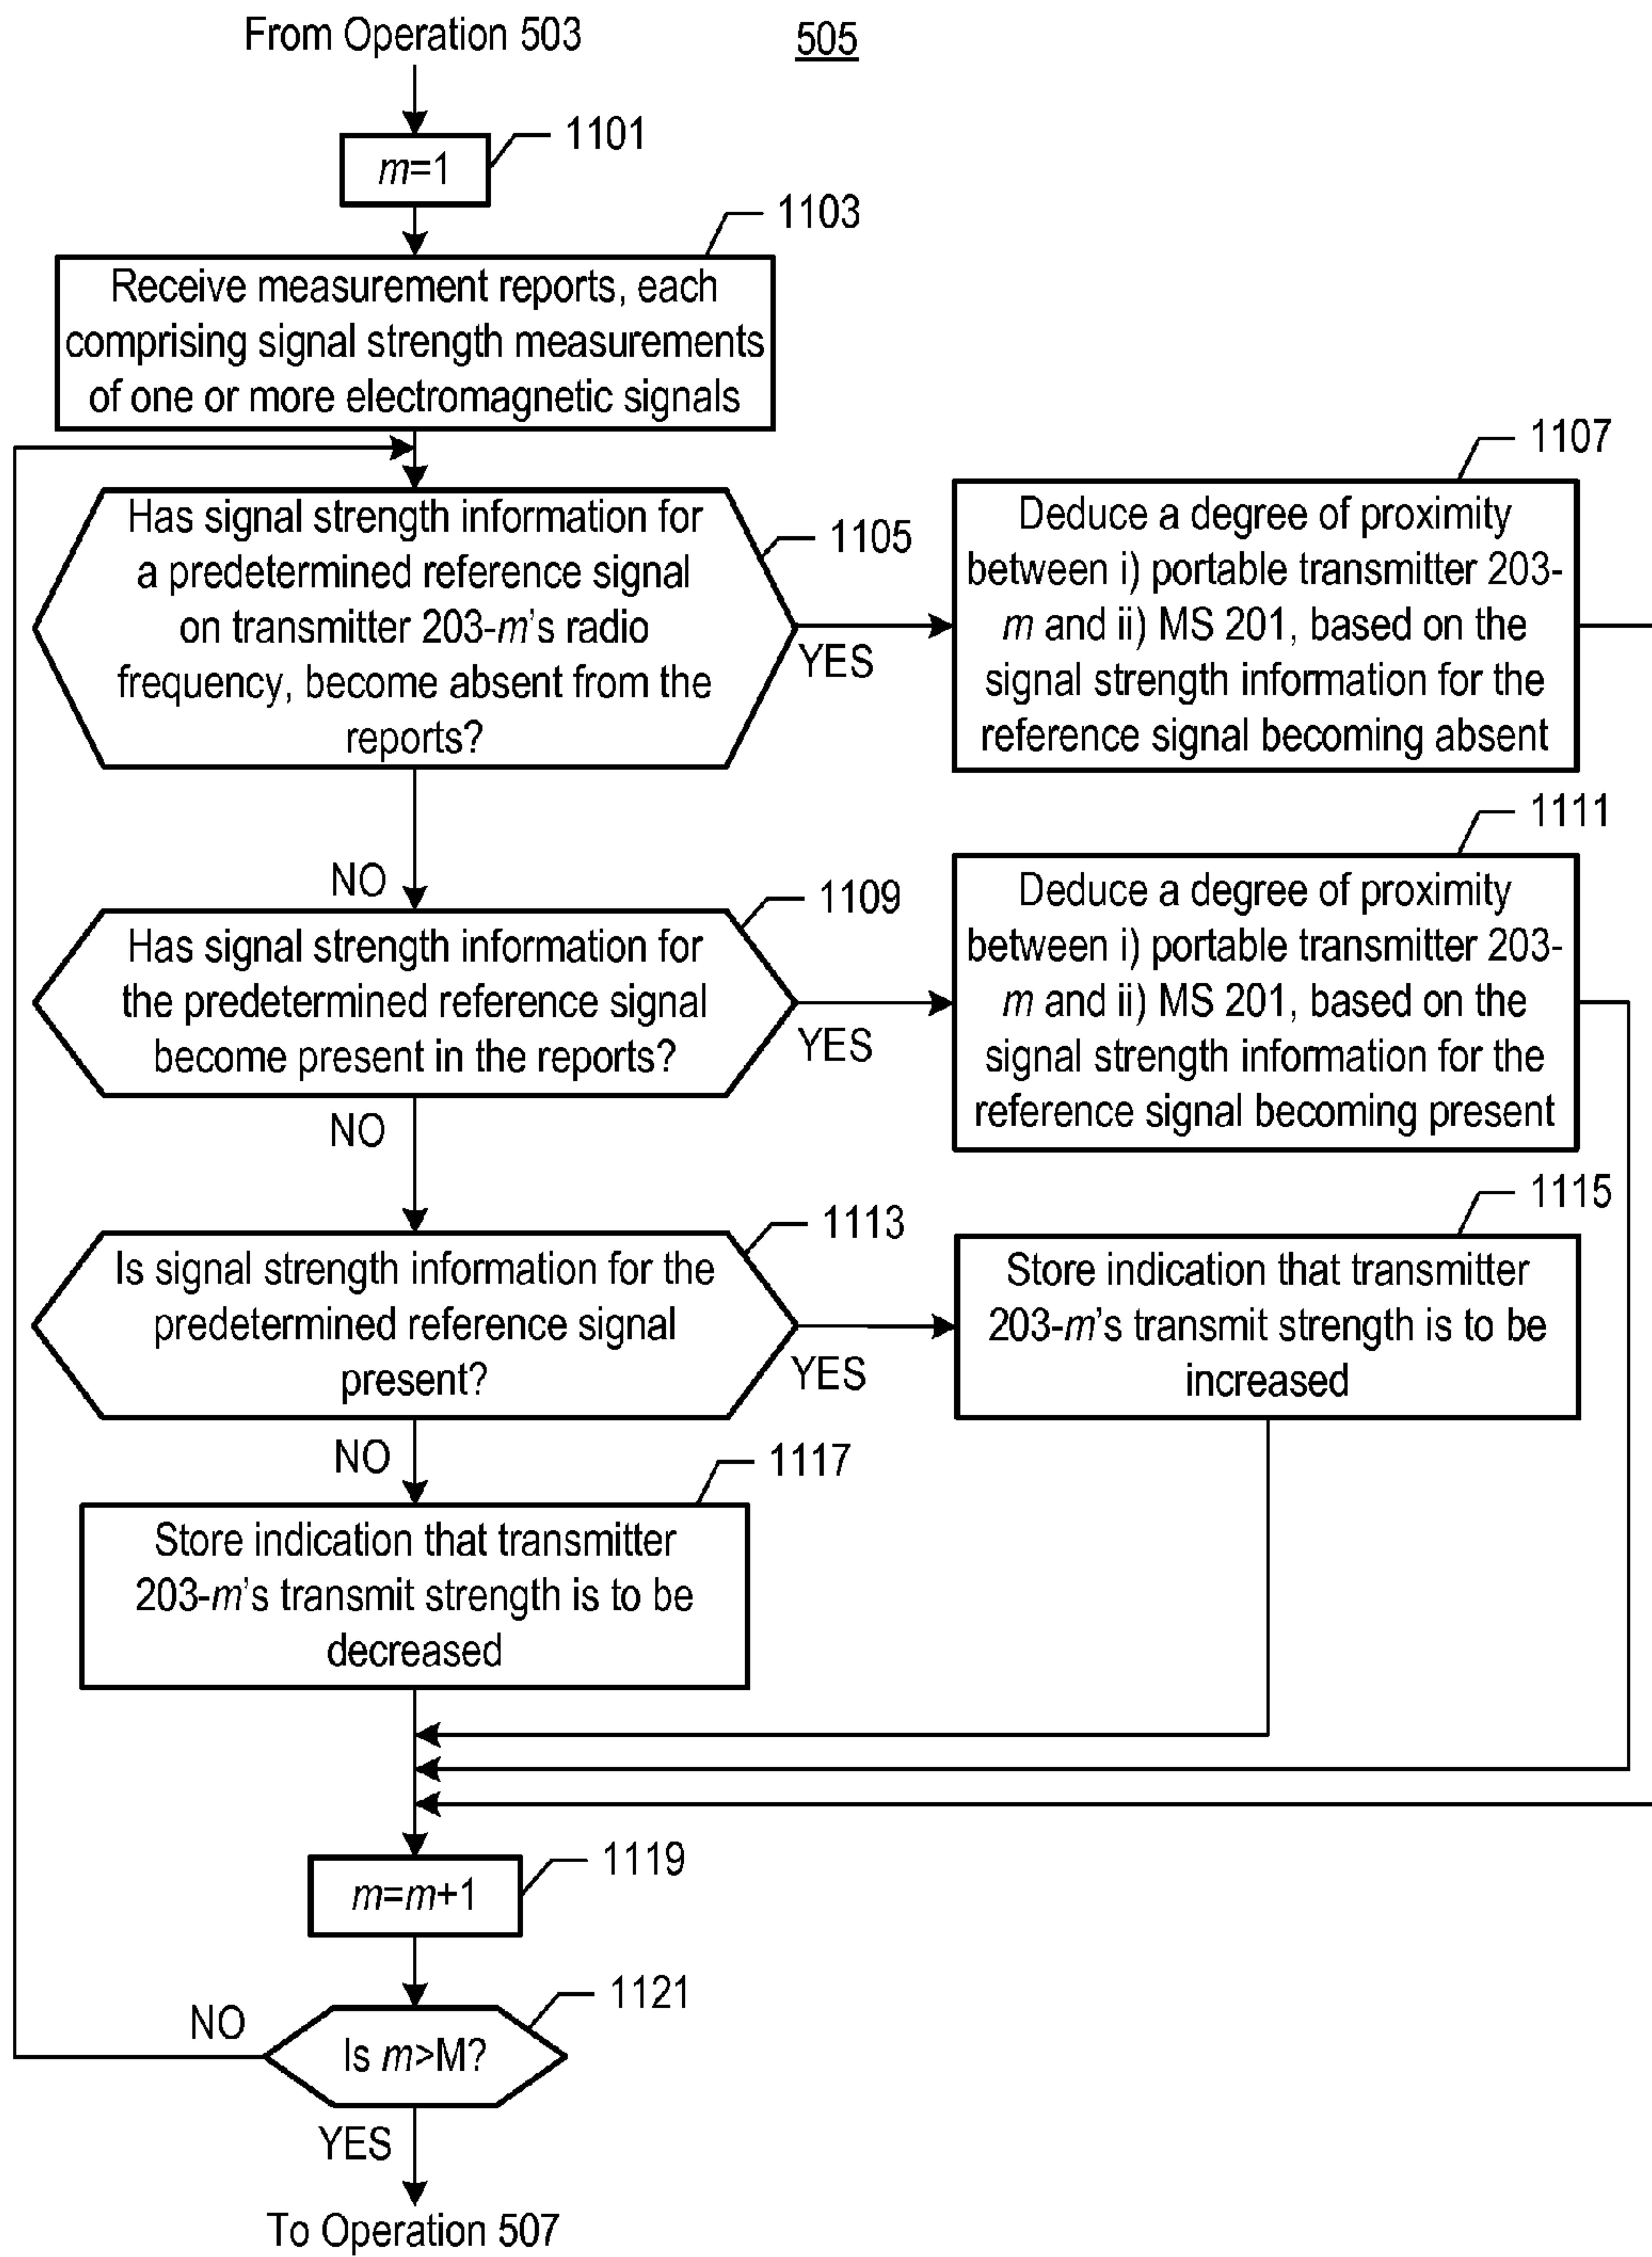 From Operation 503
505
1101
m=1
1103
Receive measurement reports, each
comprising signal strength measurements
of one or more electromagnetic signals
1105
Has signal strength information for
a predetermined reference signal
on transmitter 203-m's radio
frequency, become absent from the
reports?
YES
1107
Deduce a degree of proximity
between i) portable transmitter 203-
m and ii) MS 201, based on the
signal strength information for the
reference signal becoming absent
NO
1109
Has signal strength information for
the predetermined reference signal
become present in the reports?
YES
1111
Deduce a degree of proximity
between i) portable transmitter 203-
m and ii) MS 201, based on the
signal strength information for the
reference signal becoming present
NO
1113
Is signal strength information for the
predetermined reference signal
present?
YES
1115
Store indication that transmitter
203-m's transmit strength is to be
increased
NO
1117
Store indication that transmitter
203-m's transmit strength is to be
decreased
1119
m=m+1
1121
Is m>M?
NO
YES
To Operation 507